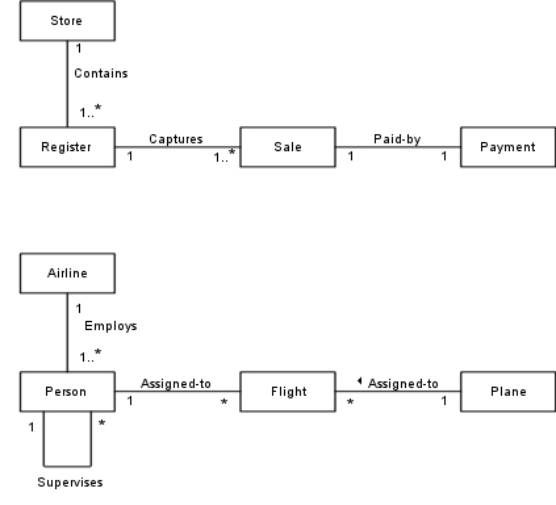 Store
1
Contains
1..*
Register
Captures
1
1..*
Sale
Paid-by
1
1
Payment
Airline
1
Employs
1..*
Person
Assigned-to
1
*
Flight
Assigned-to
*
1
Plane
1
*
Supervises